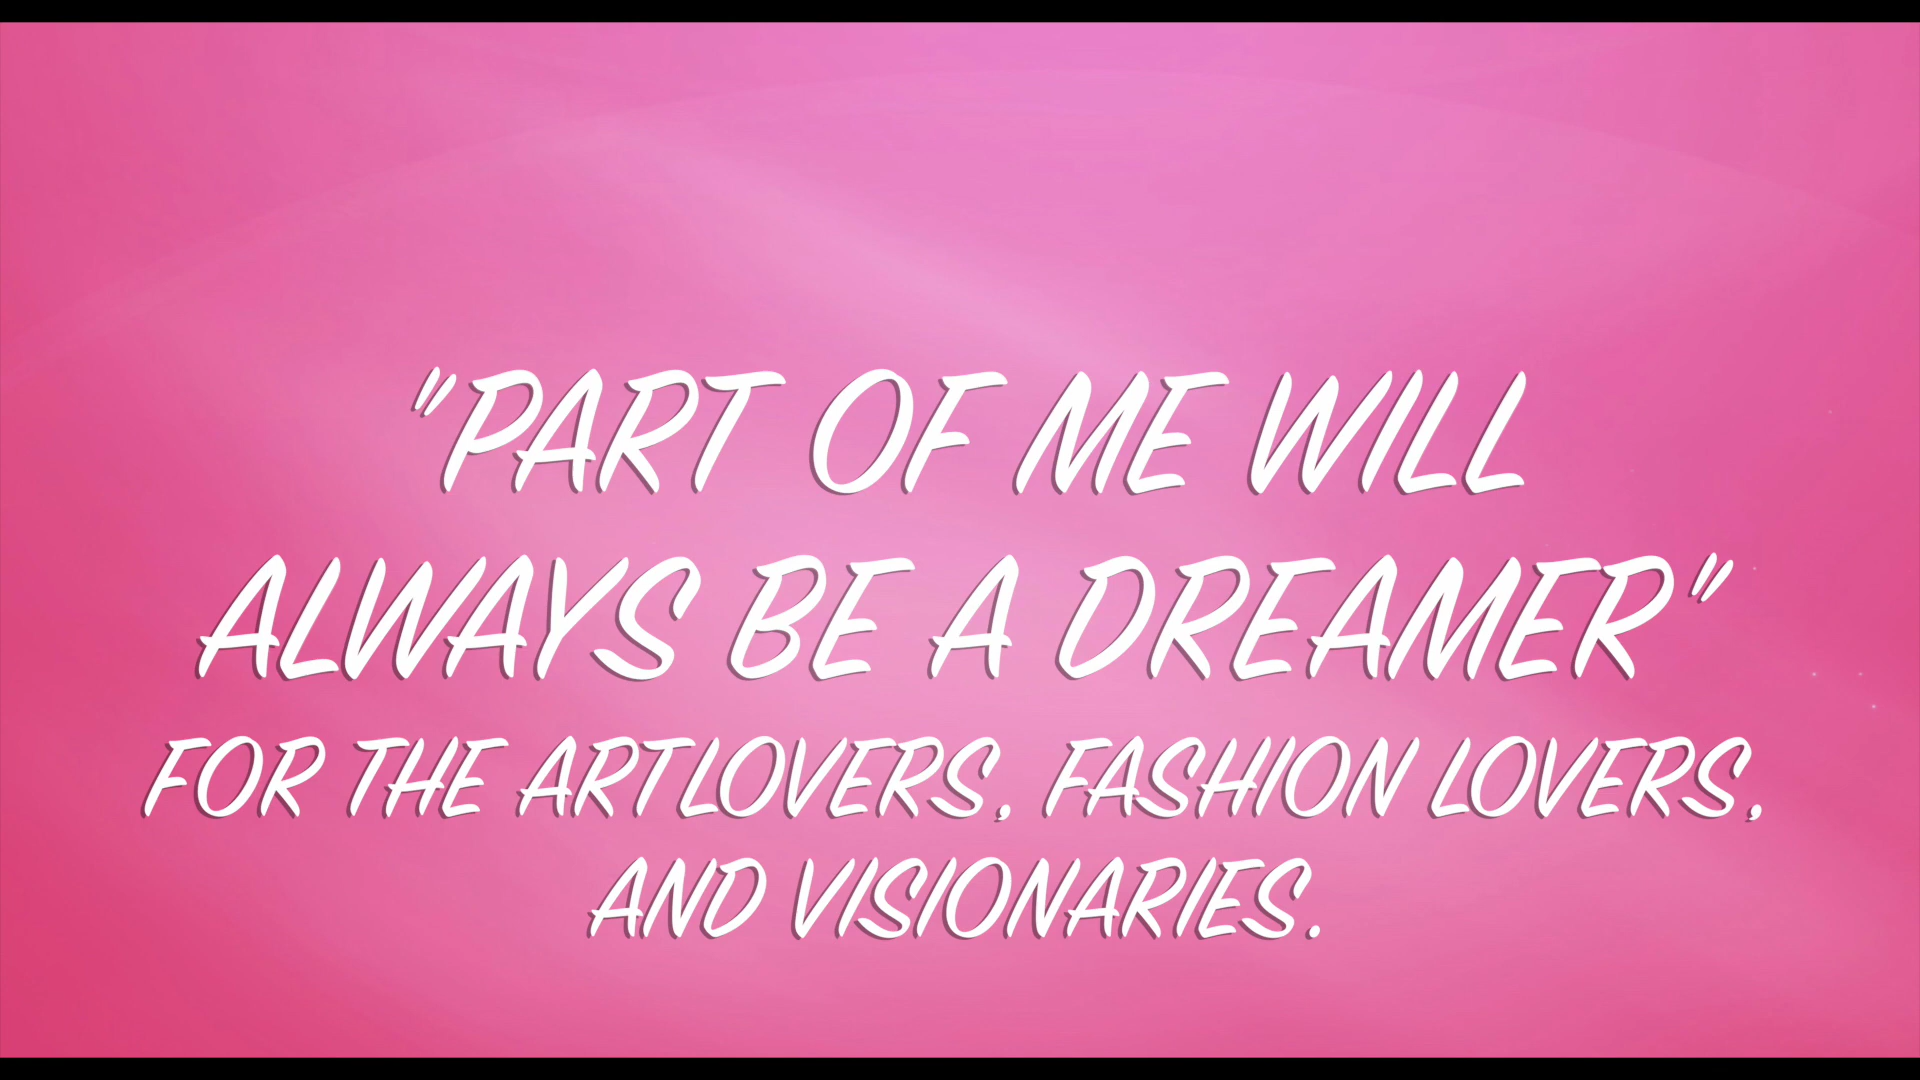 "PART OF ME WILL
ALWAYS BE A DREAMER"
FOR THE ARTLOVERS, FASHION LOVERS,
AND VISIONARIES.